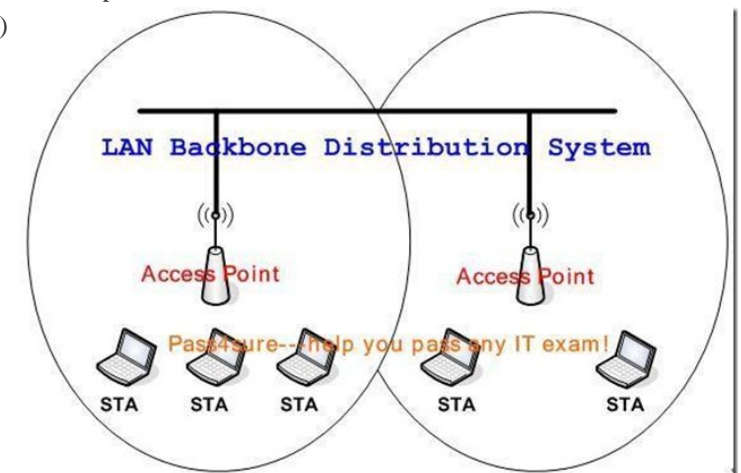 )
LAN Backbone Distribution System
Access Point Access Point
Pass4sure---help you pass any IT exam!
STA STA STA STA STA